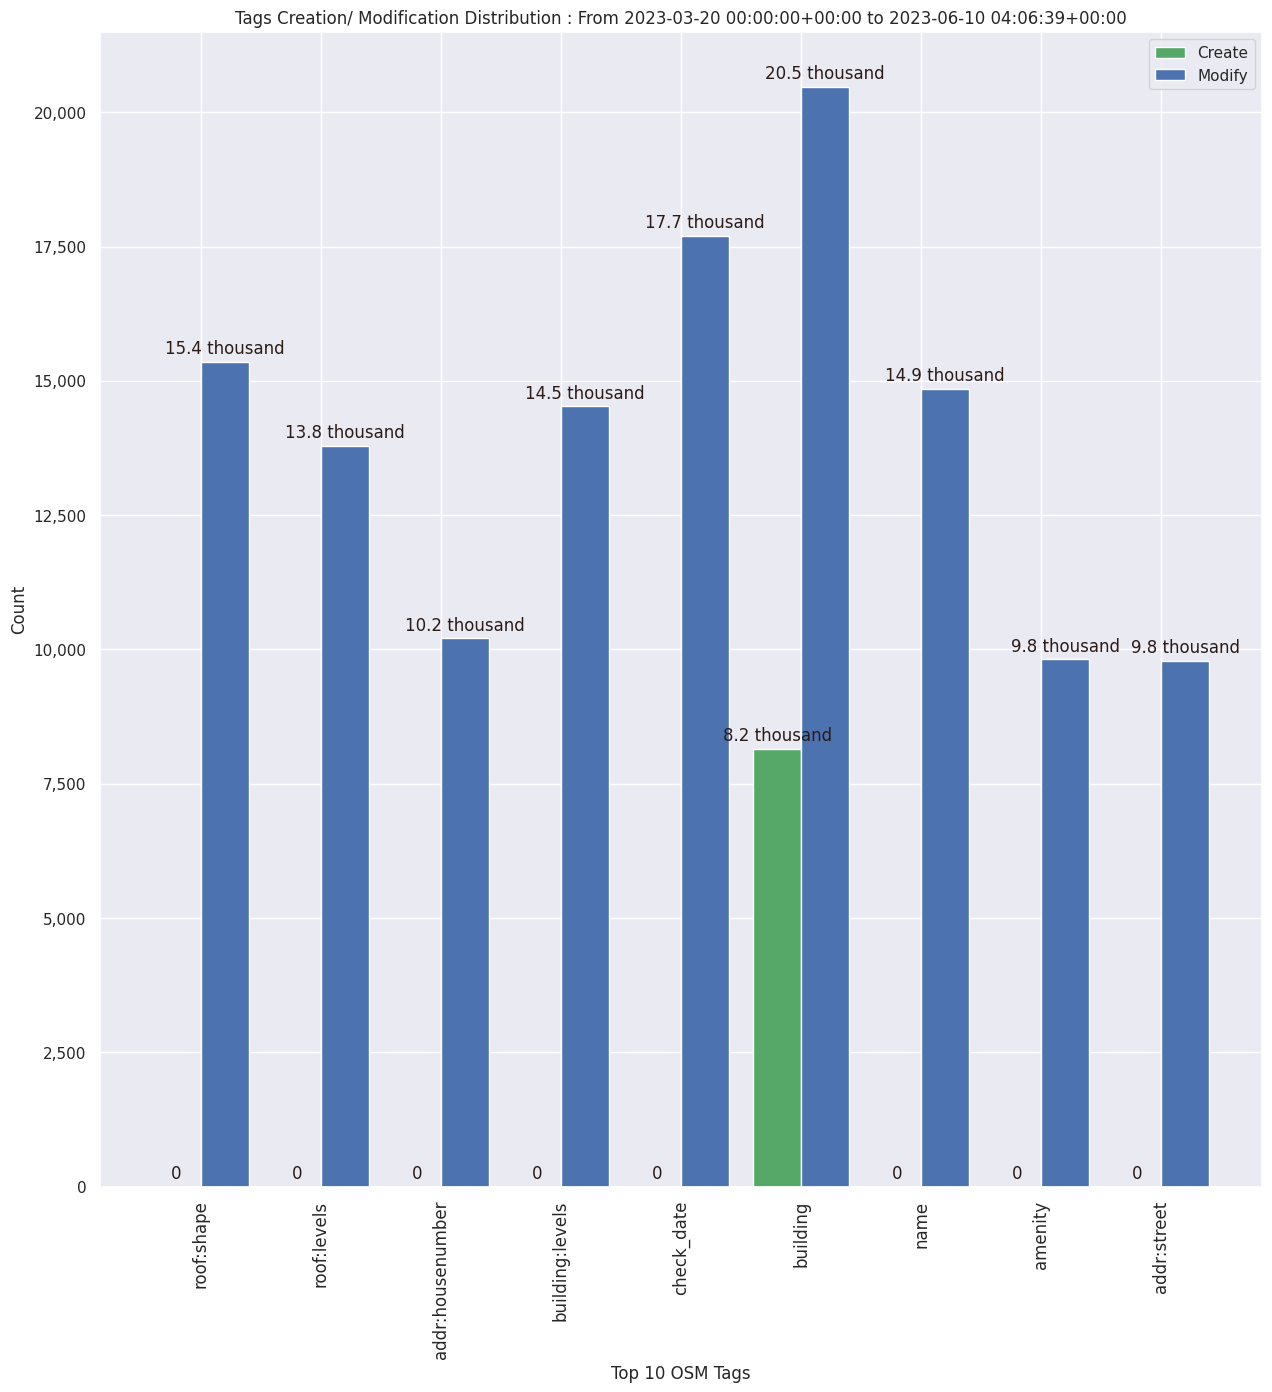 Tags Creation/ Modification Distribution : From 2023-03-20 00:00:00+00:00 to 2023-06-10 04:06:39+00:00
Create
Modify
20.5 thousand
20,000
17.7 thousand
17,500
15.4 thousand
15,000
14.9 thousand
14.5 thousand
13.8 thousand
12,500
Count
10.2 thousand
10,000
9.8 thousand
9.8 thousand
8.2 thousand
7,500
5,000
2,500
0
0
0
0
0
0
0
0
0
roof:shape
roof:levels
addr:housenumber
building:levels
check_date
building
name
amenity
addr:street
Top 10 OSM Tags